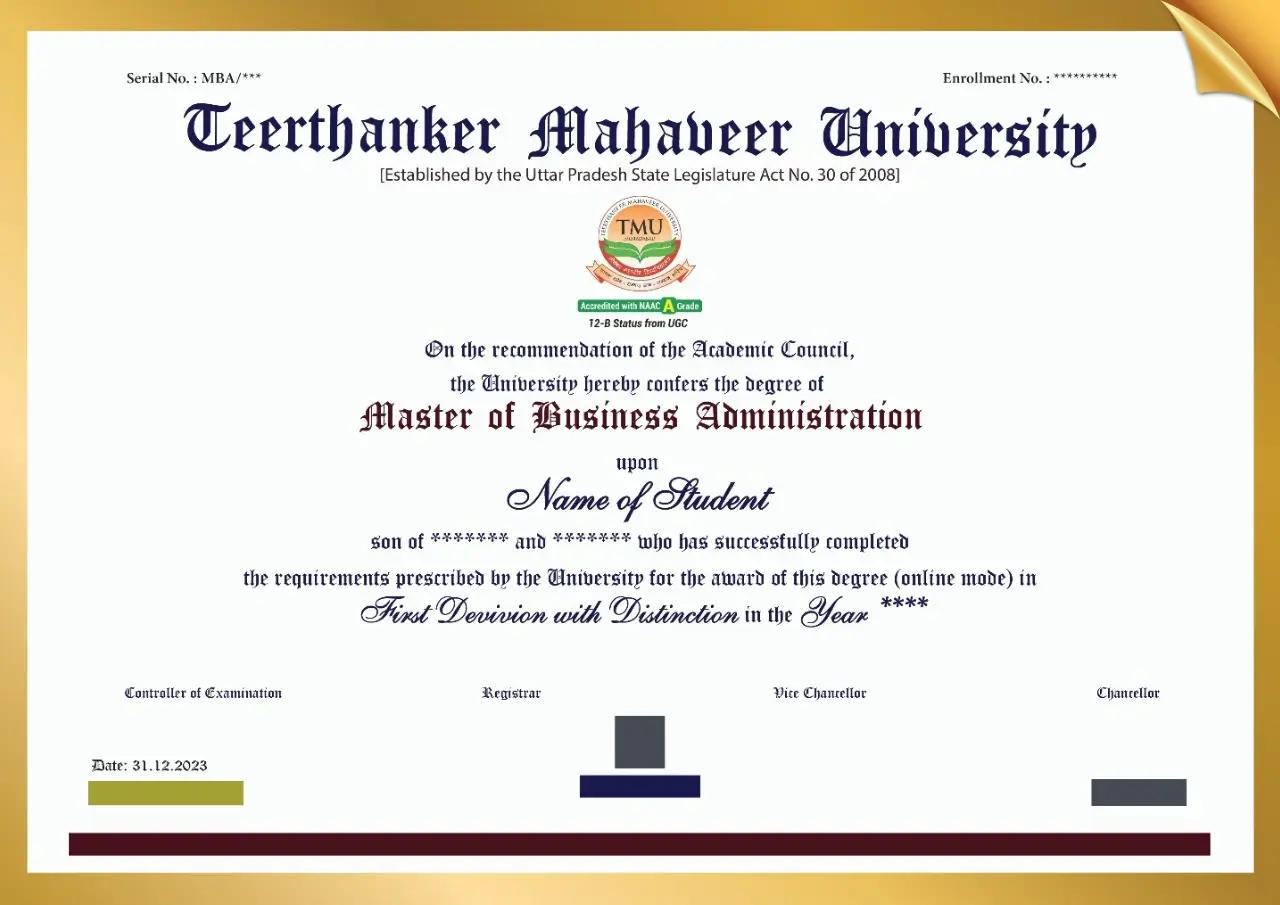 Serial No. : MBA/***
Enrollment No. : **********
Teerthanker Mahaveer University
[Established by the Uttar Pradesh State Legislature Act No. 30 of 2008]
TEERTHANKER MAHAVEER UNIVERSITY
TMU
MORADABAD
Accredited with NAAC A Grade
12-B Status from UGC
On the recommendation of the Academic Council,
the University hereby confers the degree of
Master of Business Administration
upon
Name of Student
son of ******* and ******* who has successfully completed
the requirements prescribed by the University for the award of this degree (online mode) in
First Devivion with Distinction in the Year ****
Controller of Examination
Registrar
Vice Chancellor
Chancellor
Date: 31.12.2023